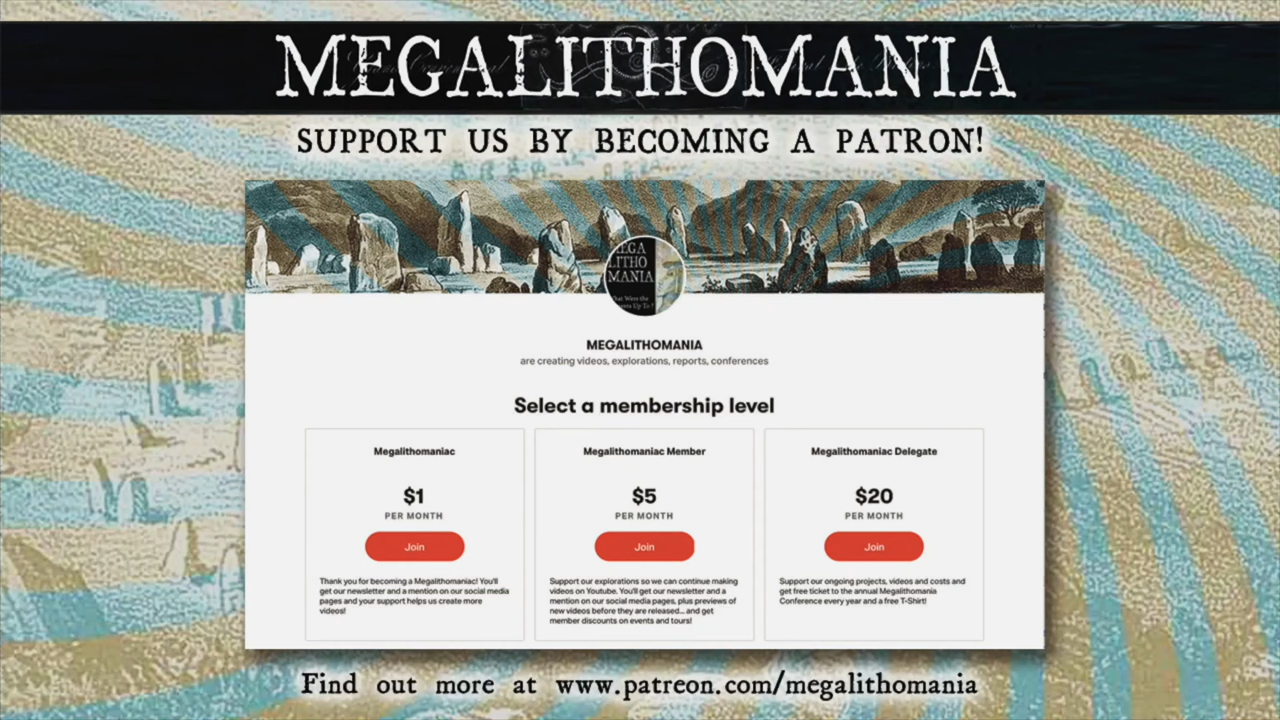 MEGALITHOMANIA
SUPPORT US BY BECOMING A PATRON!
MEGA
LITHO
MANIA
MEGALITHOMANIA
are creating videos, explorations, reports, conferences
Select a membership level
Megalithomaniac
$1
PER MONTH
Join
Thank you for becoming a Megalithomaniac! You'll
get our newsletter and a mention on our social media
pages and your support helps us create more
videos!
Megalithomaniac Member
$5
PER MONTH
Join
Support our explorations so we can continue making
videos on Youtube. You'll get our newsletter and a
mention on our social media pages, plus previews of
new videos before they are released... and get
member discounts on events and tours!
Megalithomaniac Delegate
$20
PER MONTH
Join
Support our ongoing projects, videos and costs and
get free ticket to the annual Megalithomania
Conference every year and a free T-Shirt!
Find out more at www.patreon.com/megalithomania